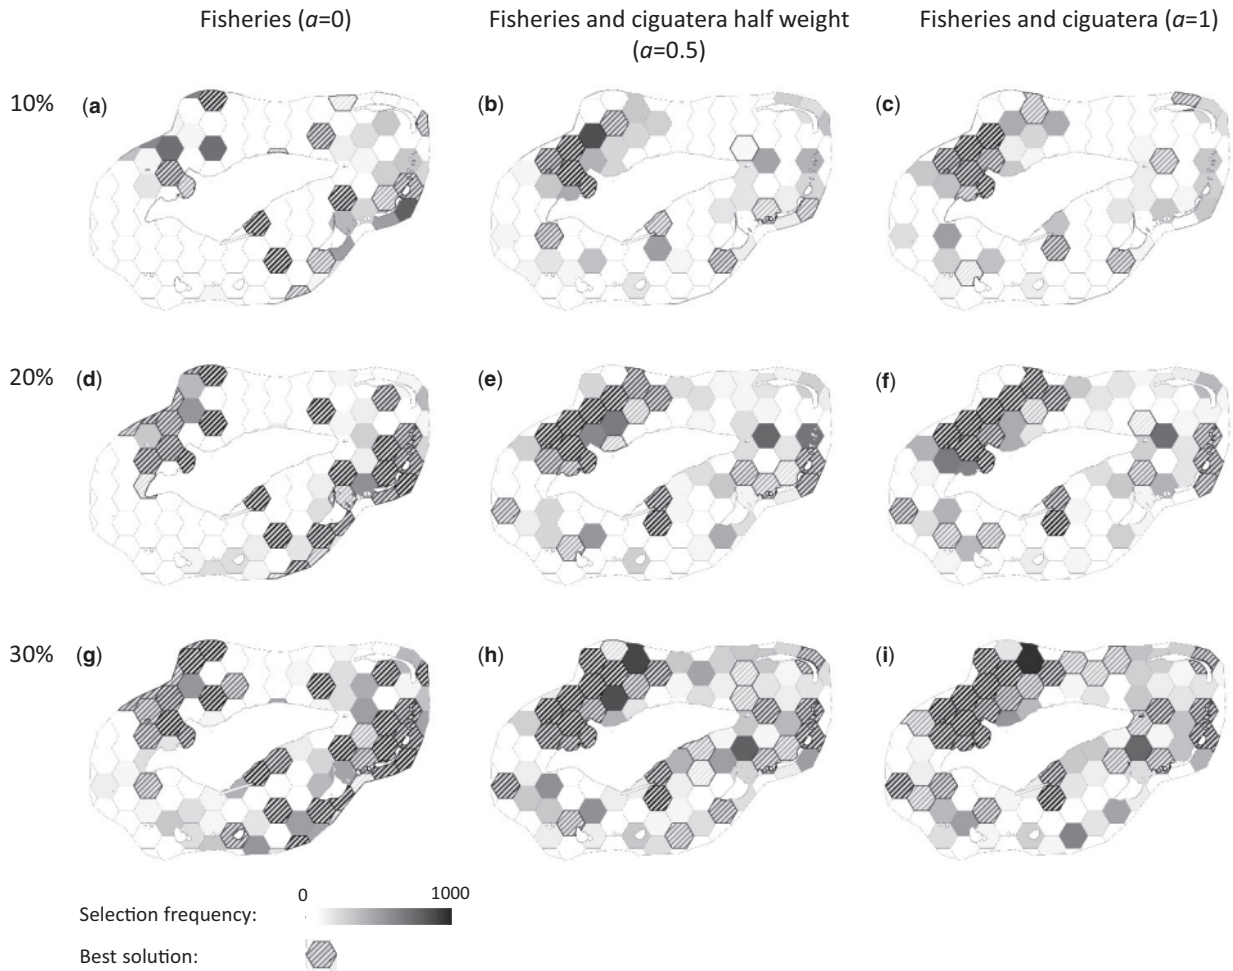 Fisheries (a=0)
Fisheries and ciguatera half weight
(a=0.5)
Fisheries and ciguatera (a=1)
10%
(a)
(b)
(c)
20%
(d)
(e)
(f)
30%
(g)
(h)
(i)
0
1000
Selection frequency:
Best solution: